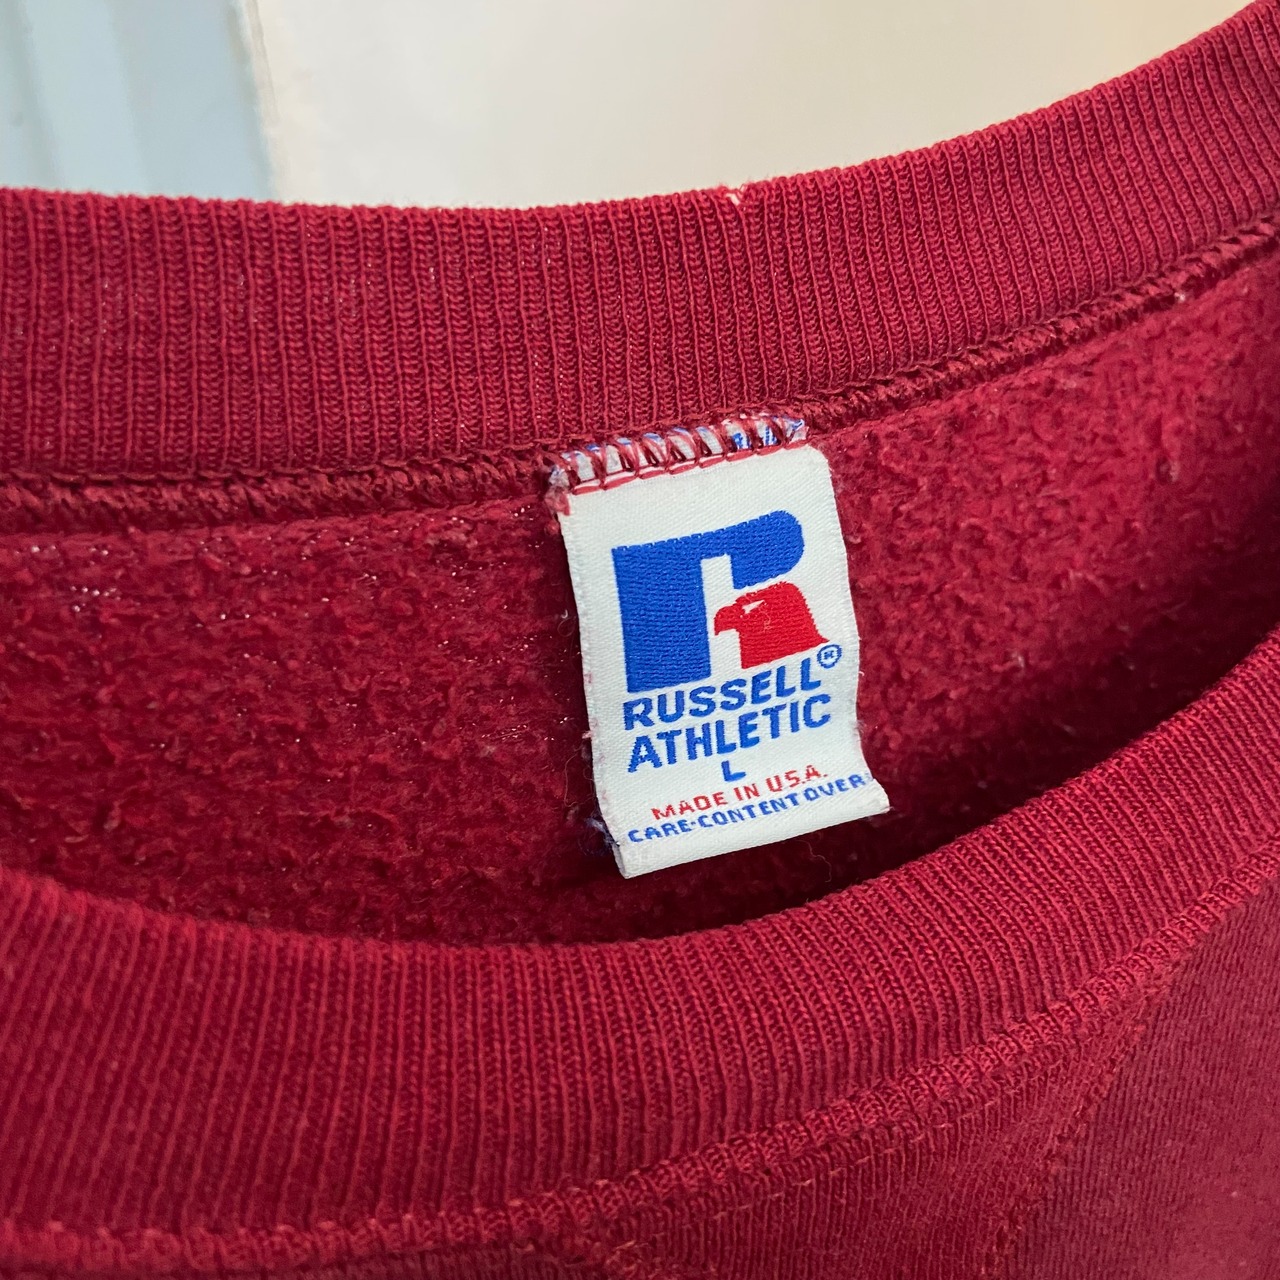 R
RUSSELL®
ATHLETIC
L
MADE IN U.S.A.
CARE·CONTENT OVER